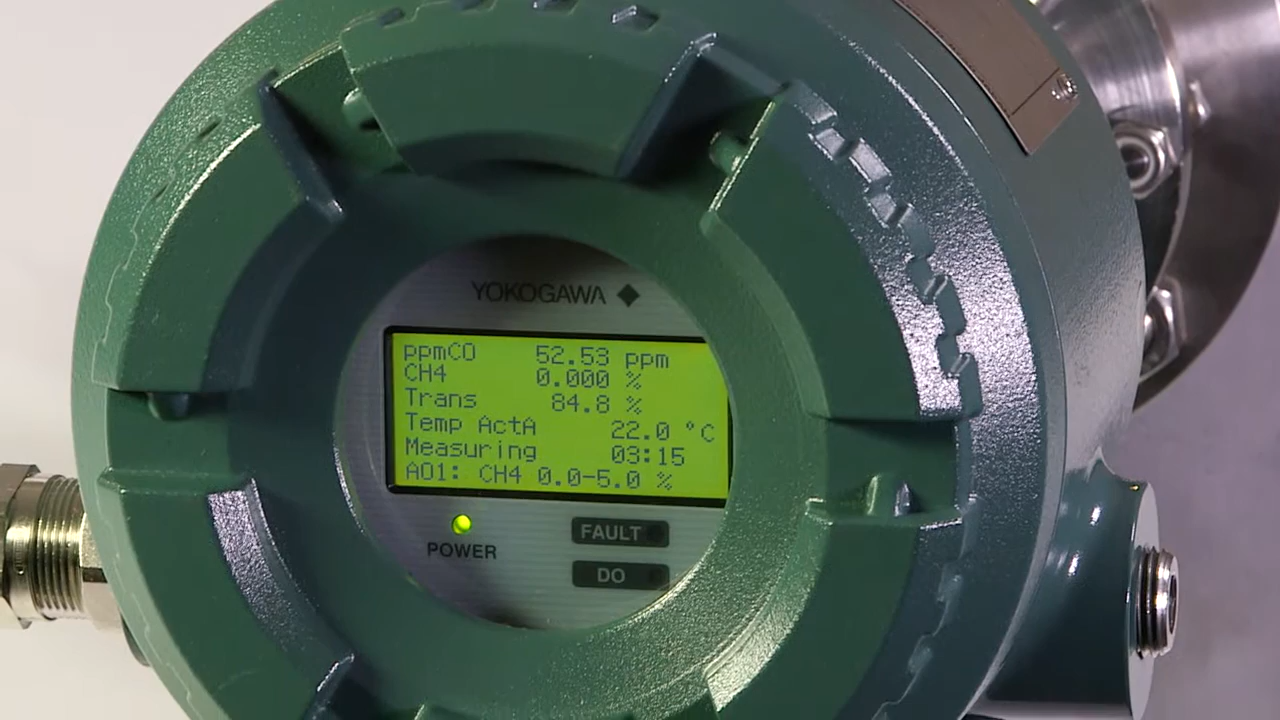 YOKOGAWA
ppmCO 52.53 ppm
CH4 0.000 %
Trans 84.8 %
Temp ActA 22.0 °C
Measuring 03:15
AO1: CH4 0.0-5.0 %
POWER
FAULT
DO